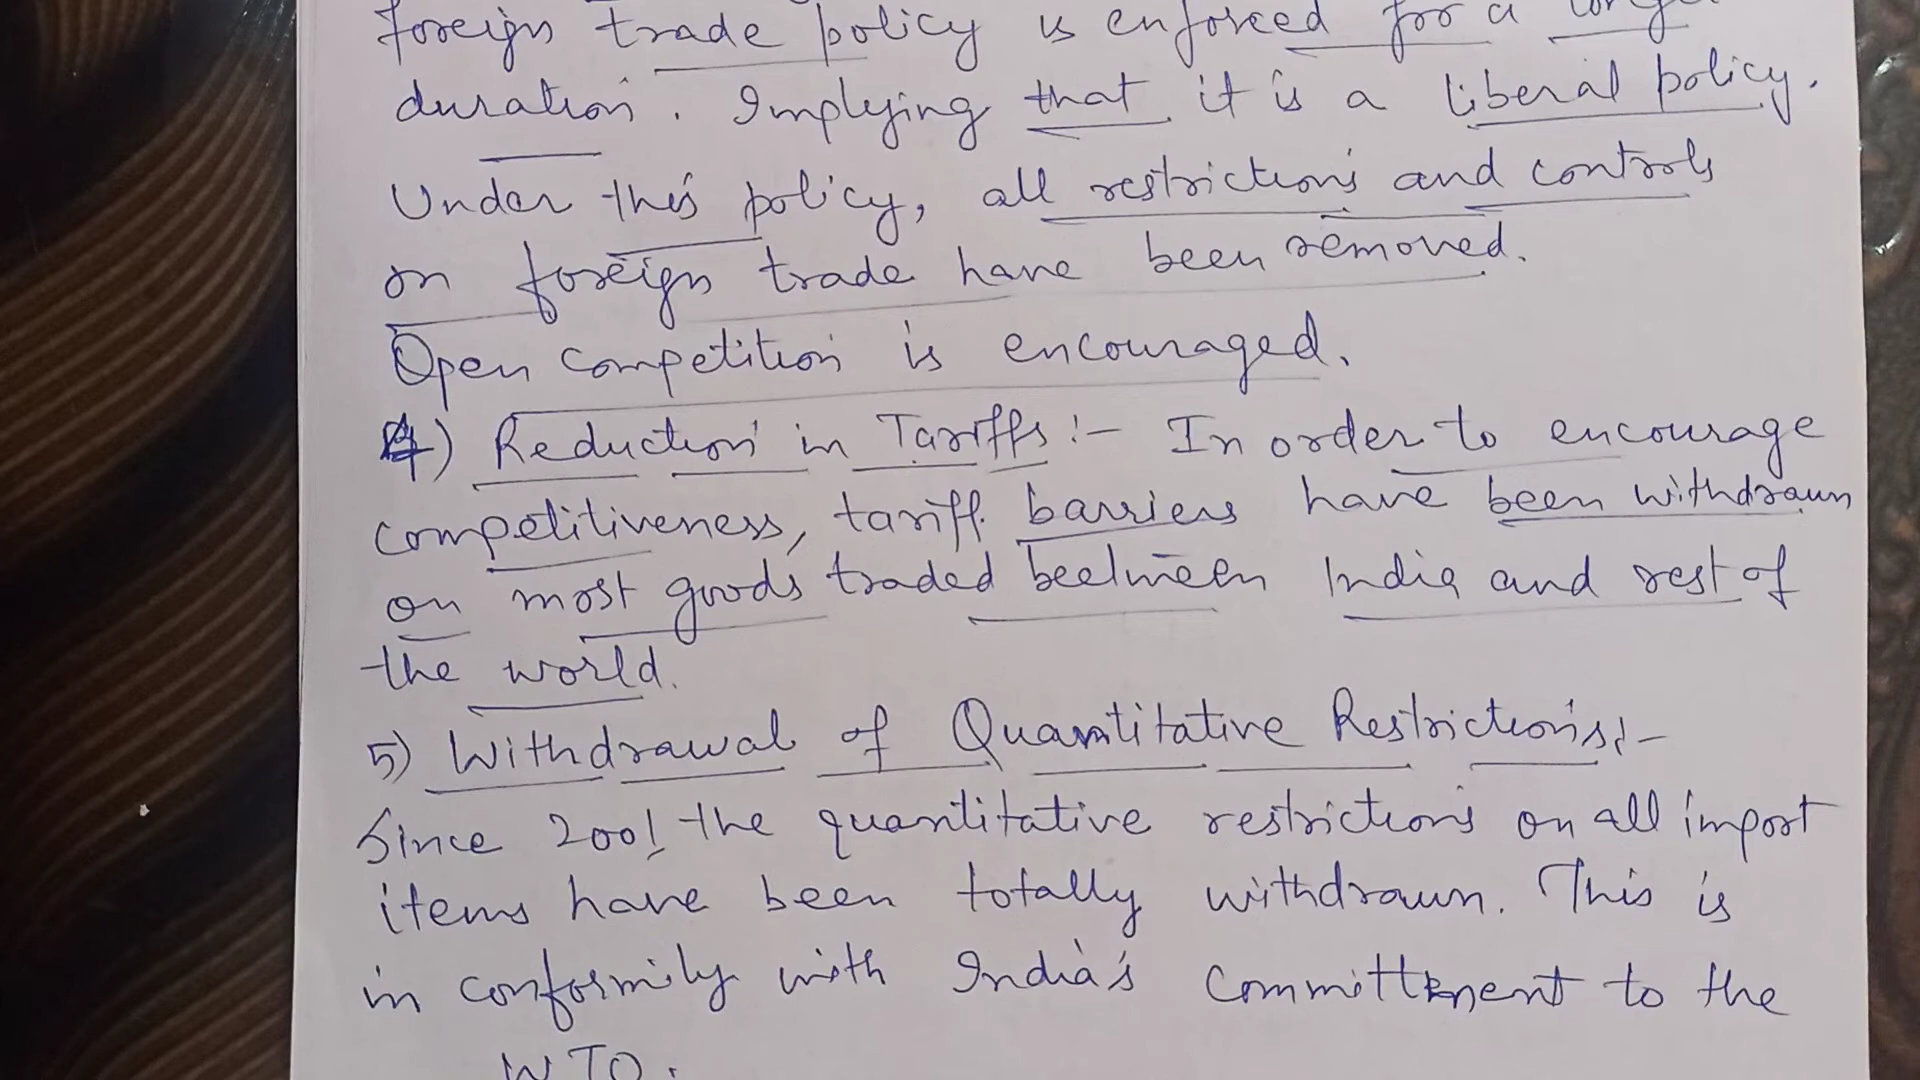 foreign trade policy is enforced for a longer
duration. Implying that it is a liberal policy.
Under this policy, all restrictions and controls
on foreign trade have been removed.
Open competition is encouraged.
4) Reduction in Tariffs :- In order to encourage
competitiveness, tariff barriers have been withdrawn
on most goods traded beetween India and rest of
the world.
5) Withdrawal of Quantitative Restrictions :-
Since 2001 the quantitative restrictions on all import
items have been totally withdrawn. This is
in conformity with India's Committment to the
WTO.